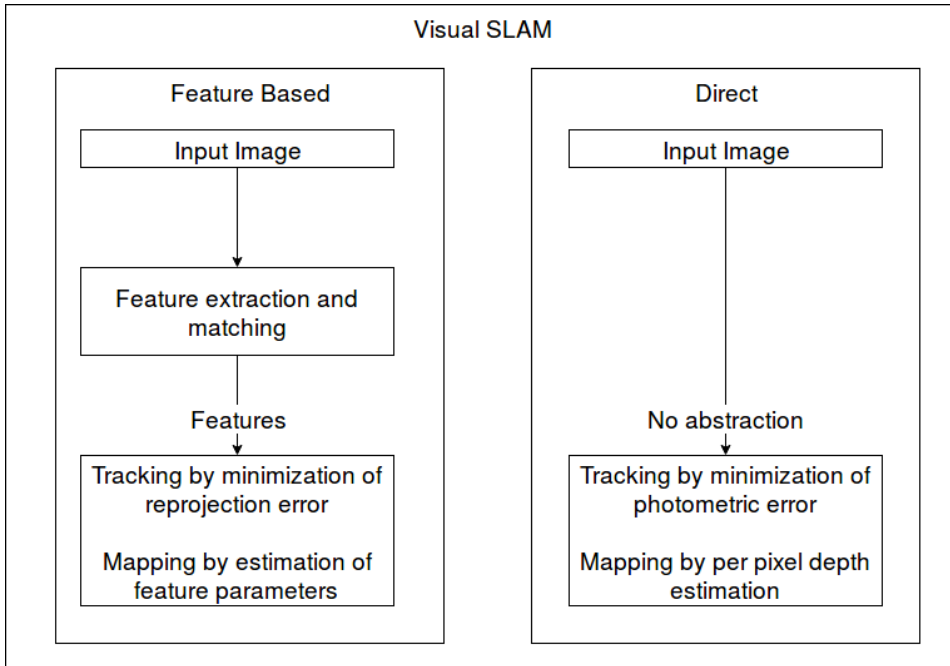 Visual SLAM
Feature Based
Input Image
Feature extraction and
matching
Features
Tracking by minimization of
reprojection error
Mapping by estimation of
feature parameters
Direct
Input Image
No abstraction
Tracking by minimization of
photometric error
Mapping by per pixel depth
estimation